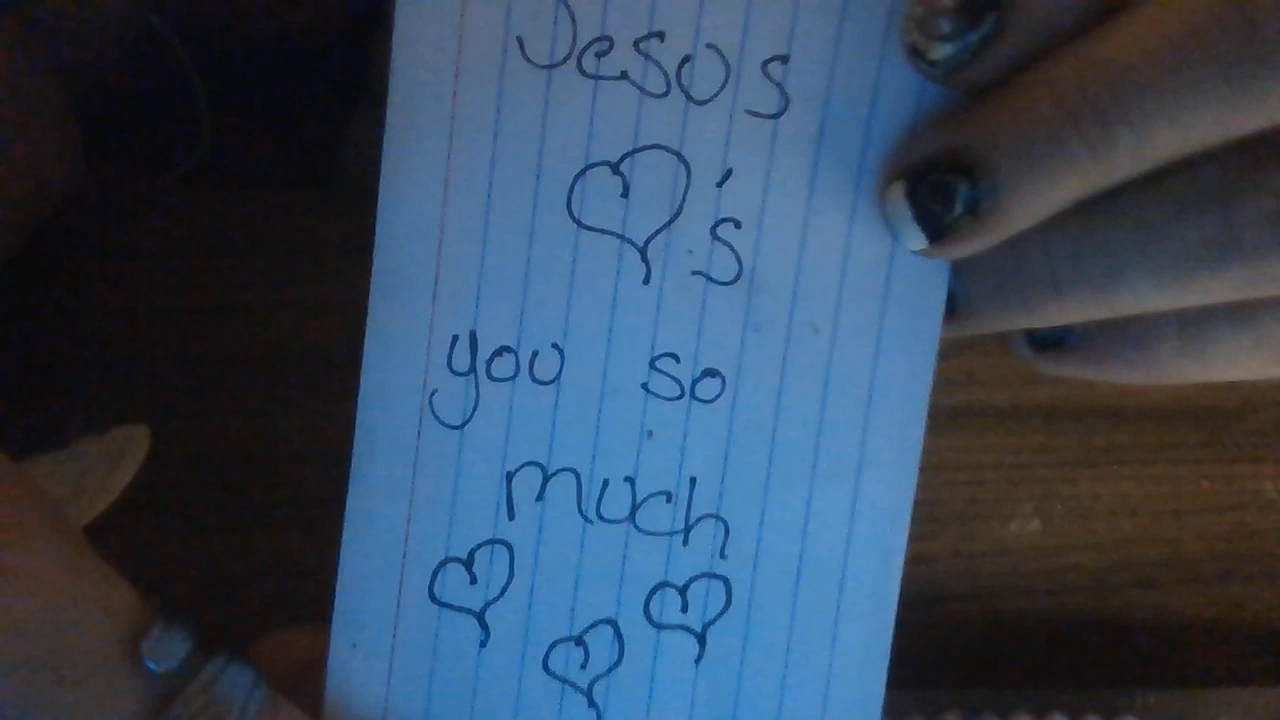 Jesus
♡'s
you so
much
♡ ♡ ♡